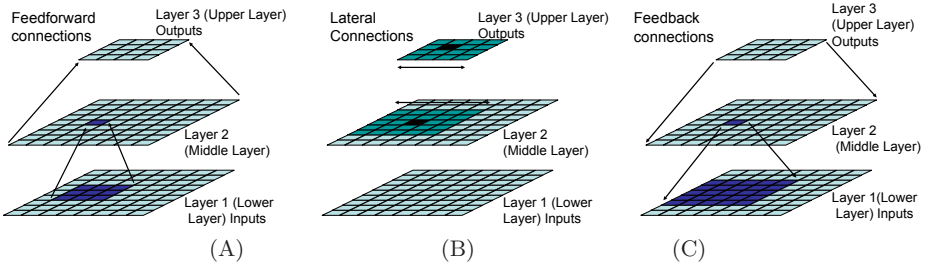 Feedforward
connections
Layer 3 (Upper Layer)
Outputs
Layer 2
(Middle Layer)
Layer 1 (Lower
Layer) Inputs
(A)
Lateral
Connections
Layer 3 (Upper Layer)
Outputs
Layer 2
(Middle Layer)
Layer 1 (Lower
Layer) Inputs
(B)
Feedback
connections
Layer 3
(Upper Layer)
Outputs
Layer 2
(Middle Layer)
Layer 1(Lower
Layer) Inputs
(C)